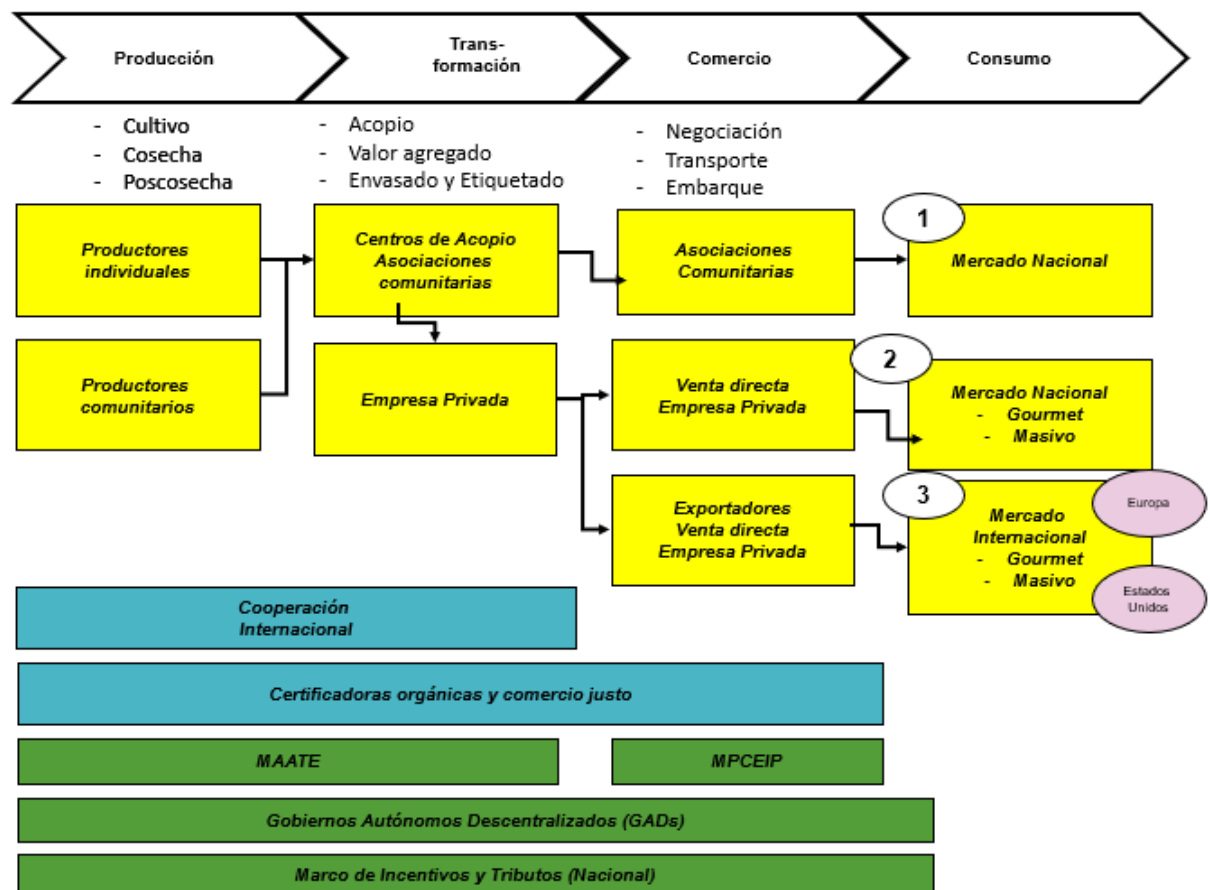 Producción
Trans-
formación
Comercio
Consumo
- Cultivo
- Cosecha
- Poscosecha
- Acopio
- Valor agregado
- Envasado y Etiquetado
- Negociación
- Transporte
- Embarque
Productores
individuales
Centros de Acopio
Asociaciones
comunitarias
Asociaciones
Comunitarias
1
Mercado Nacional
Productores
comunitarios
Empresa Privada
Venta directa
Empresa Privada
2
Mercado Nacional
- Gourmet
- Masivo
Exportadores
Venta directa
Empresa Privada
3
Mercado
Internacional
- Gourmet
- Masivo
Europa
Estados
Unidos
Cooperación
Internacional
Certificadoras orgánicas y comercio justo
MAATE
MPCEIP
Gobiernos Autónomos Descentralizados (GADs)
Marco de Incentivos y Tributos (Nacional)